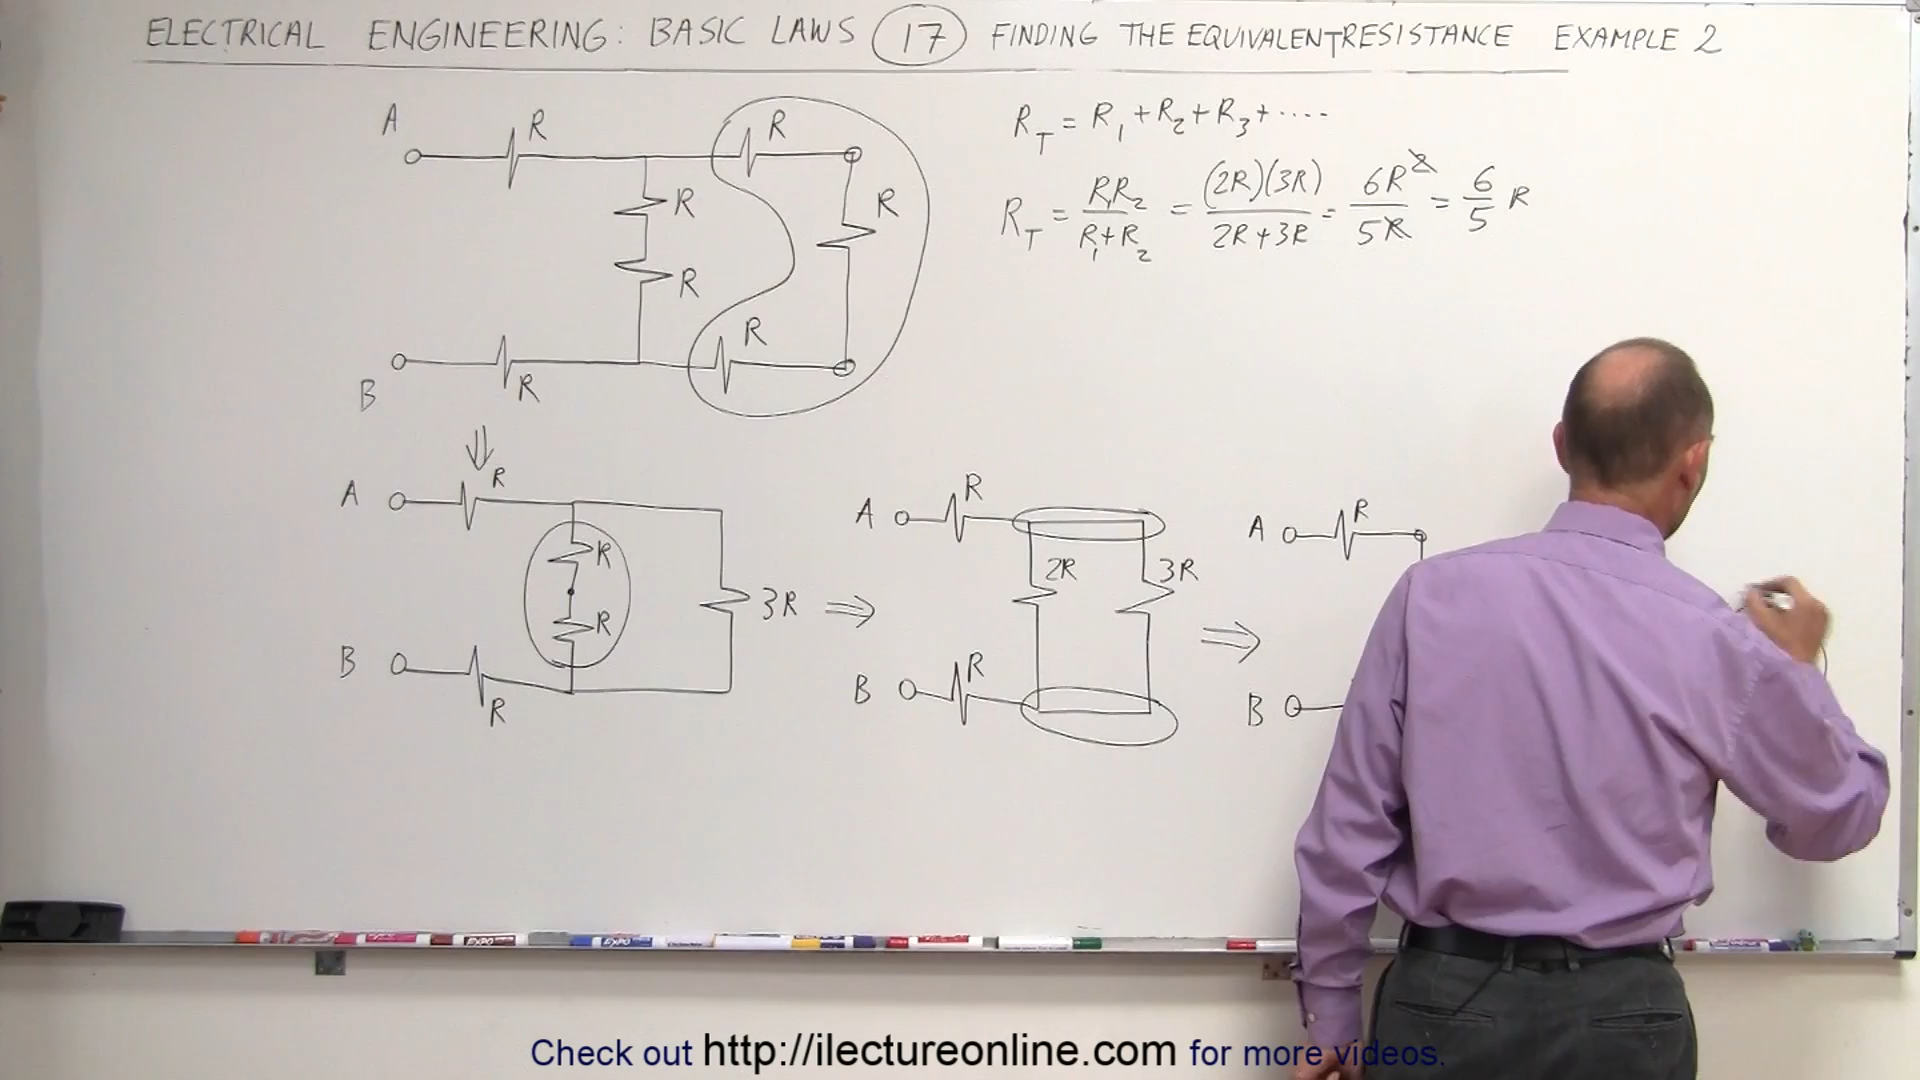 ELECTRICAL ENGINEERING: BASIC LAWS 17 FINDING THE EQUIVALENT RESISTANCE EXAMPLE 2
A R R
R R
R
R
B R
R_T = R_1 + R_2 + R_3 + ....
R_T = R_1R_2/(R_1+R_2) = (2R)(3R)/(2R+3R) = 6R^2/5R = 6/5 R
⇓
A R
R
R
3R
B R
⇒
A R
2R 3R
B R
⇒
A R
B
EXPO
EXPO
Check out http://ilectureonline.com for more videos.